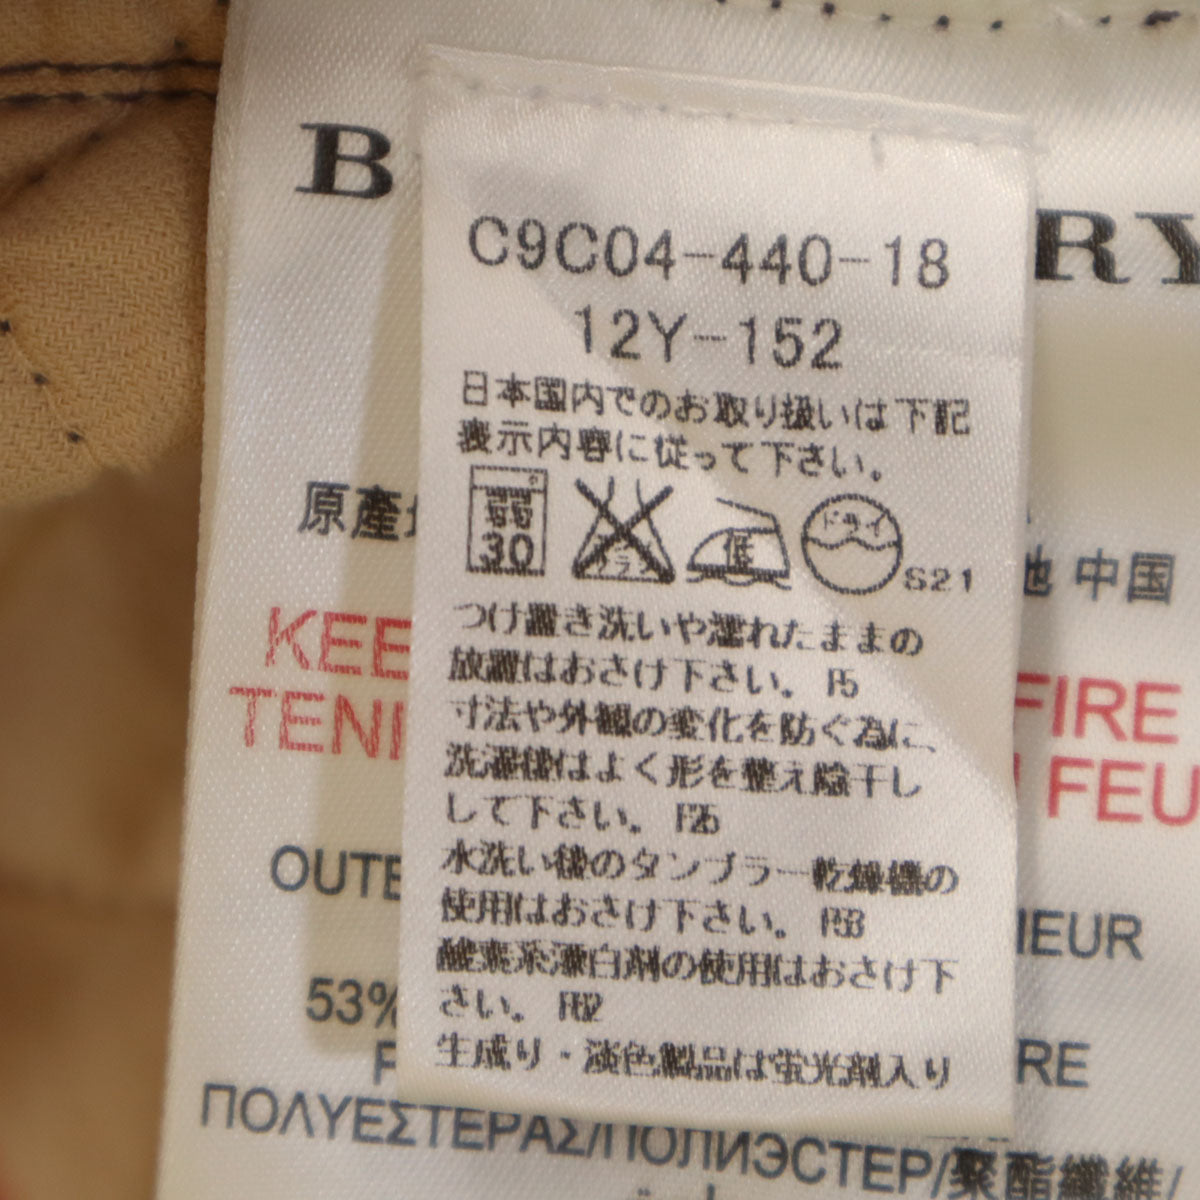 B RY
C9C04-440-18
12Y-152
日本国内でのお取り扱いは下記
表示内容に従って下さい。
弱 30 低 ドライ S21
原產 地 中国
つけ置き洗いや濡れたままの
放置はおさけ下さい。 P5
KEE FIRE
寸法や外観の変化を防ぐ為に、
TENI FEU
洗濯後はよく形を整え陰干し
して下さい。 P26
OUTE IEUR
水洗い後のタンブラー乾燥機の
使用はおさけ下さい。
酸素系漂白剤の使用はおさけ下
53% さい。
P RE
生成り・淡色製品は蛍光剤入り
ΠΟΛΥΕΣΤΕΡΑΣ/ПОЛИЭСТЕР/聚酯纖維/